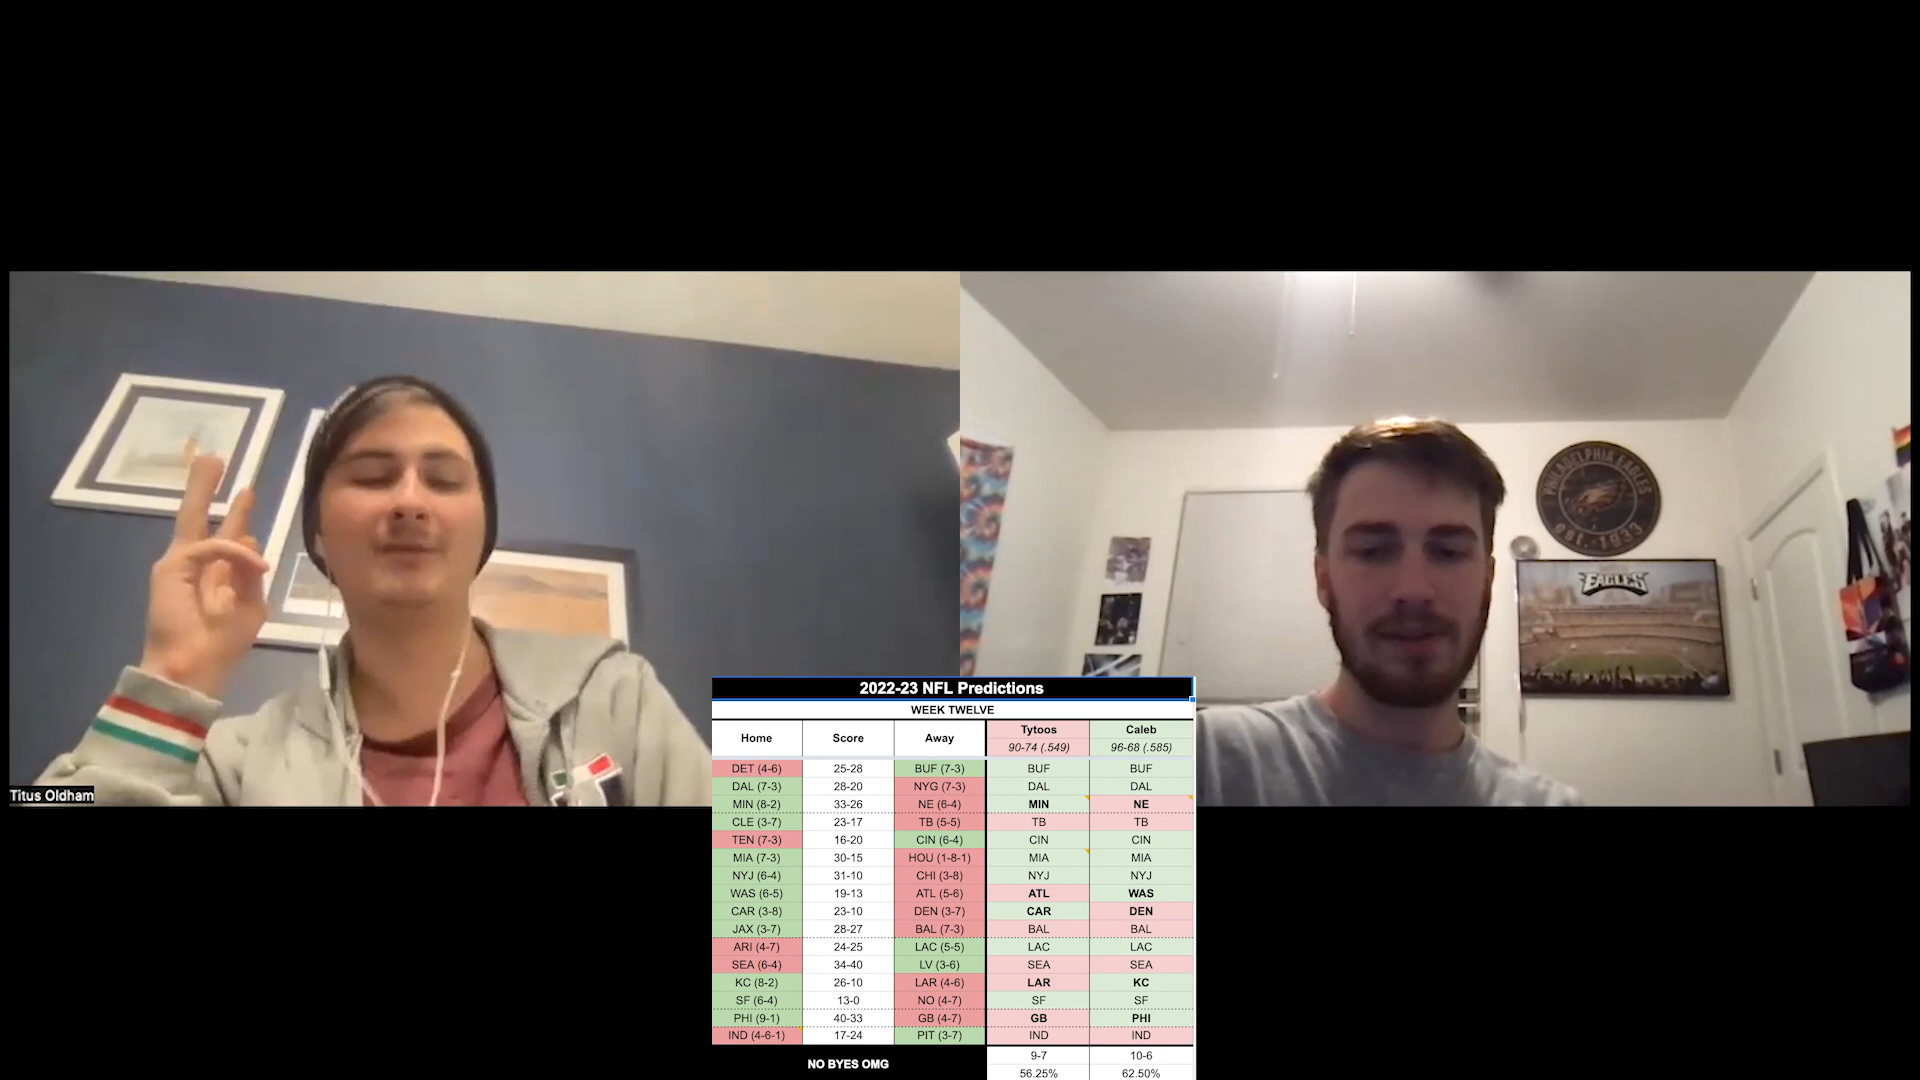 PHILADELPHIA EAGLES
est. 1933
EAGLES
Titus Oldham
2022-23 NFL Predictions
WEEK TWELVE
Home Score Away Tytoos Caleb
90-74 (.549) 96-68 (.585)
DET (4-6) 25-28 BUF (7-3) BUF BUF
DAL (7-3) 28-20 NYG (7-3) DAL DAL
MIN (8-2) 33-26 NE (6-4) MIN NE
CLE (3-7) 23-17 TB (5-5) TB TB
TEN (7-3) 16-20 CIN (6-4) CIN CIN
MIA (7-3) 30-15 HOU (1-8-1) MIA MIA
NYJ (6-4) 31-10 CHI (3-8) NYJ NYJ
WAS (6-5) 19-13 ATL (5-6) ATL WAS
CAR (3-8) 23-10 DEN (3-7) CAR DEN
JAX (3-7) 28-27 BAL (7-3) BAL BAL
ARI (4-7) 24-25 LAC (5-5) LAC LAC
SEA (6-4) 34-40 LV (3-6) SEA SEA
KC (8-2) 26-10 LAR (4-6) LAR KC
SF (6-4) 13-0 NO (4-7) SF SF
PHI (9-1) 40-33 GB (4-7) GB PHI
IND (4-6-1) 17-24 PIT (3-7) IND IND
NO BYES OMG 9-7 10-6
56.25% 62.50%